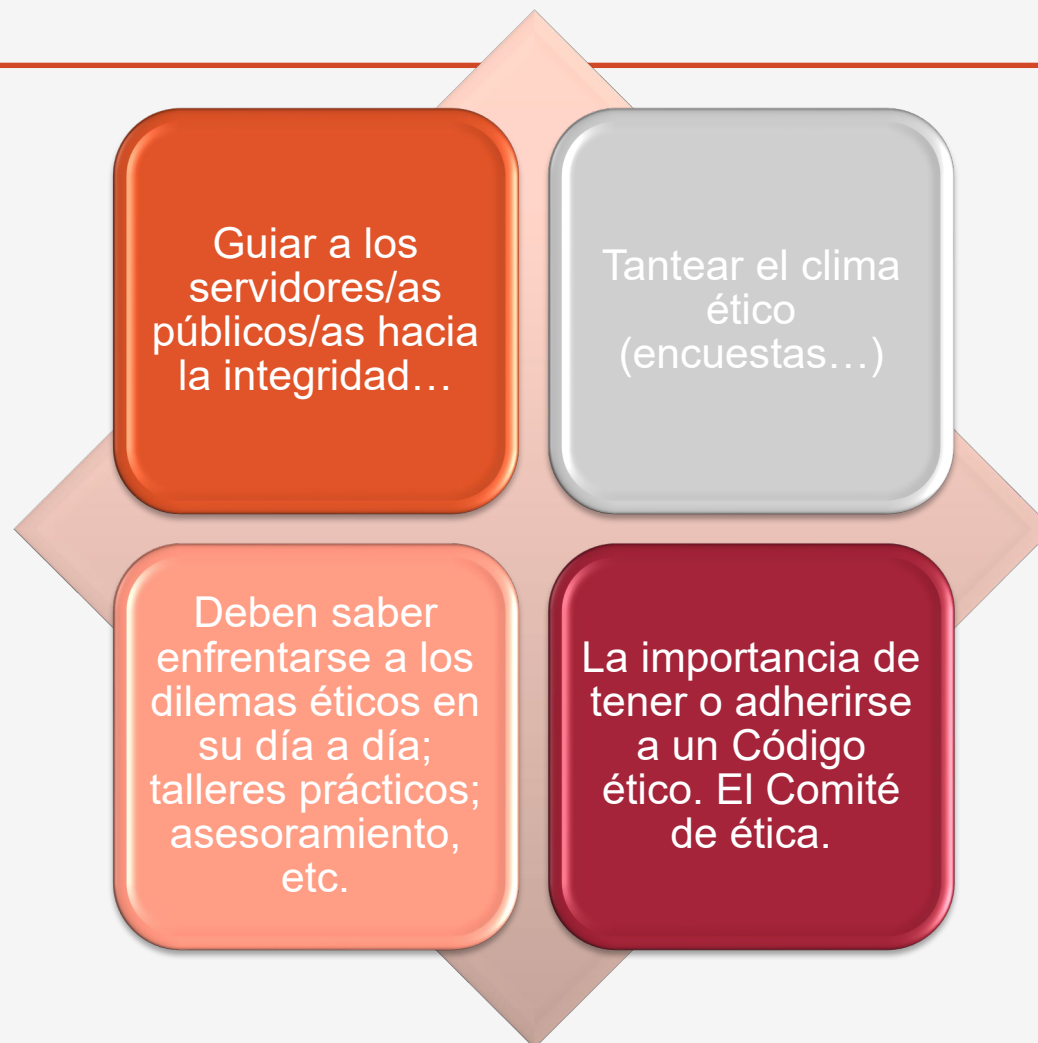 Guiar a los
servidores/as
públicos/as hacia
la integridad…
Tantear el clima
ético
(encuestas…)
Deben saber
enfrentarse a los
dilemas éticos en
su día a día;
talleres prácticos;
asesoramiento,
etc.
La importancia de
tener o adherirse
a un Código
ético. El Comité
de ética.